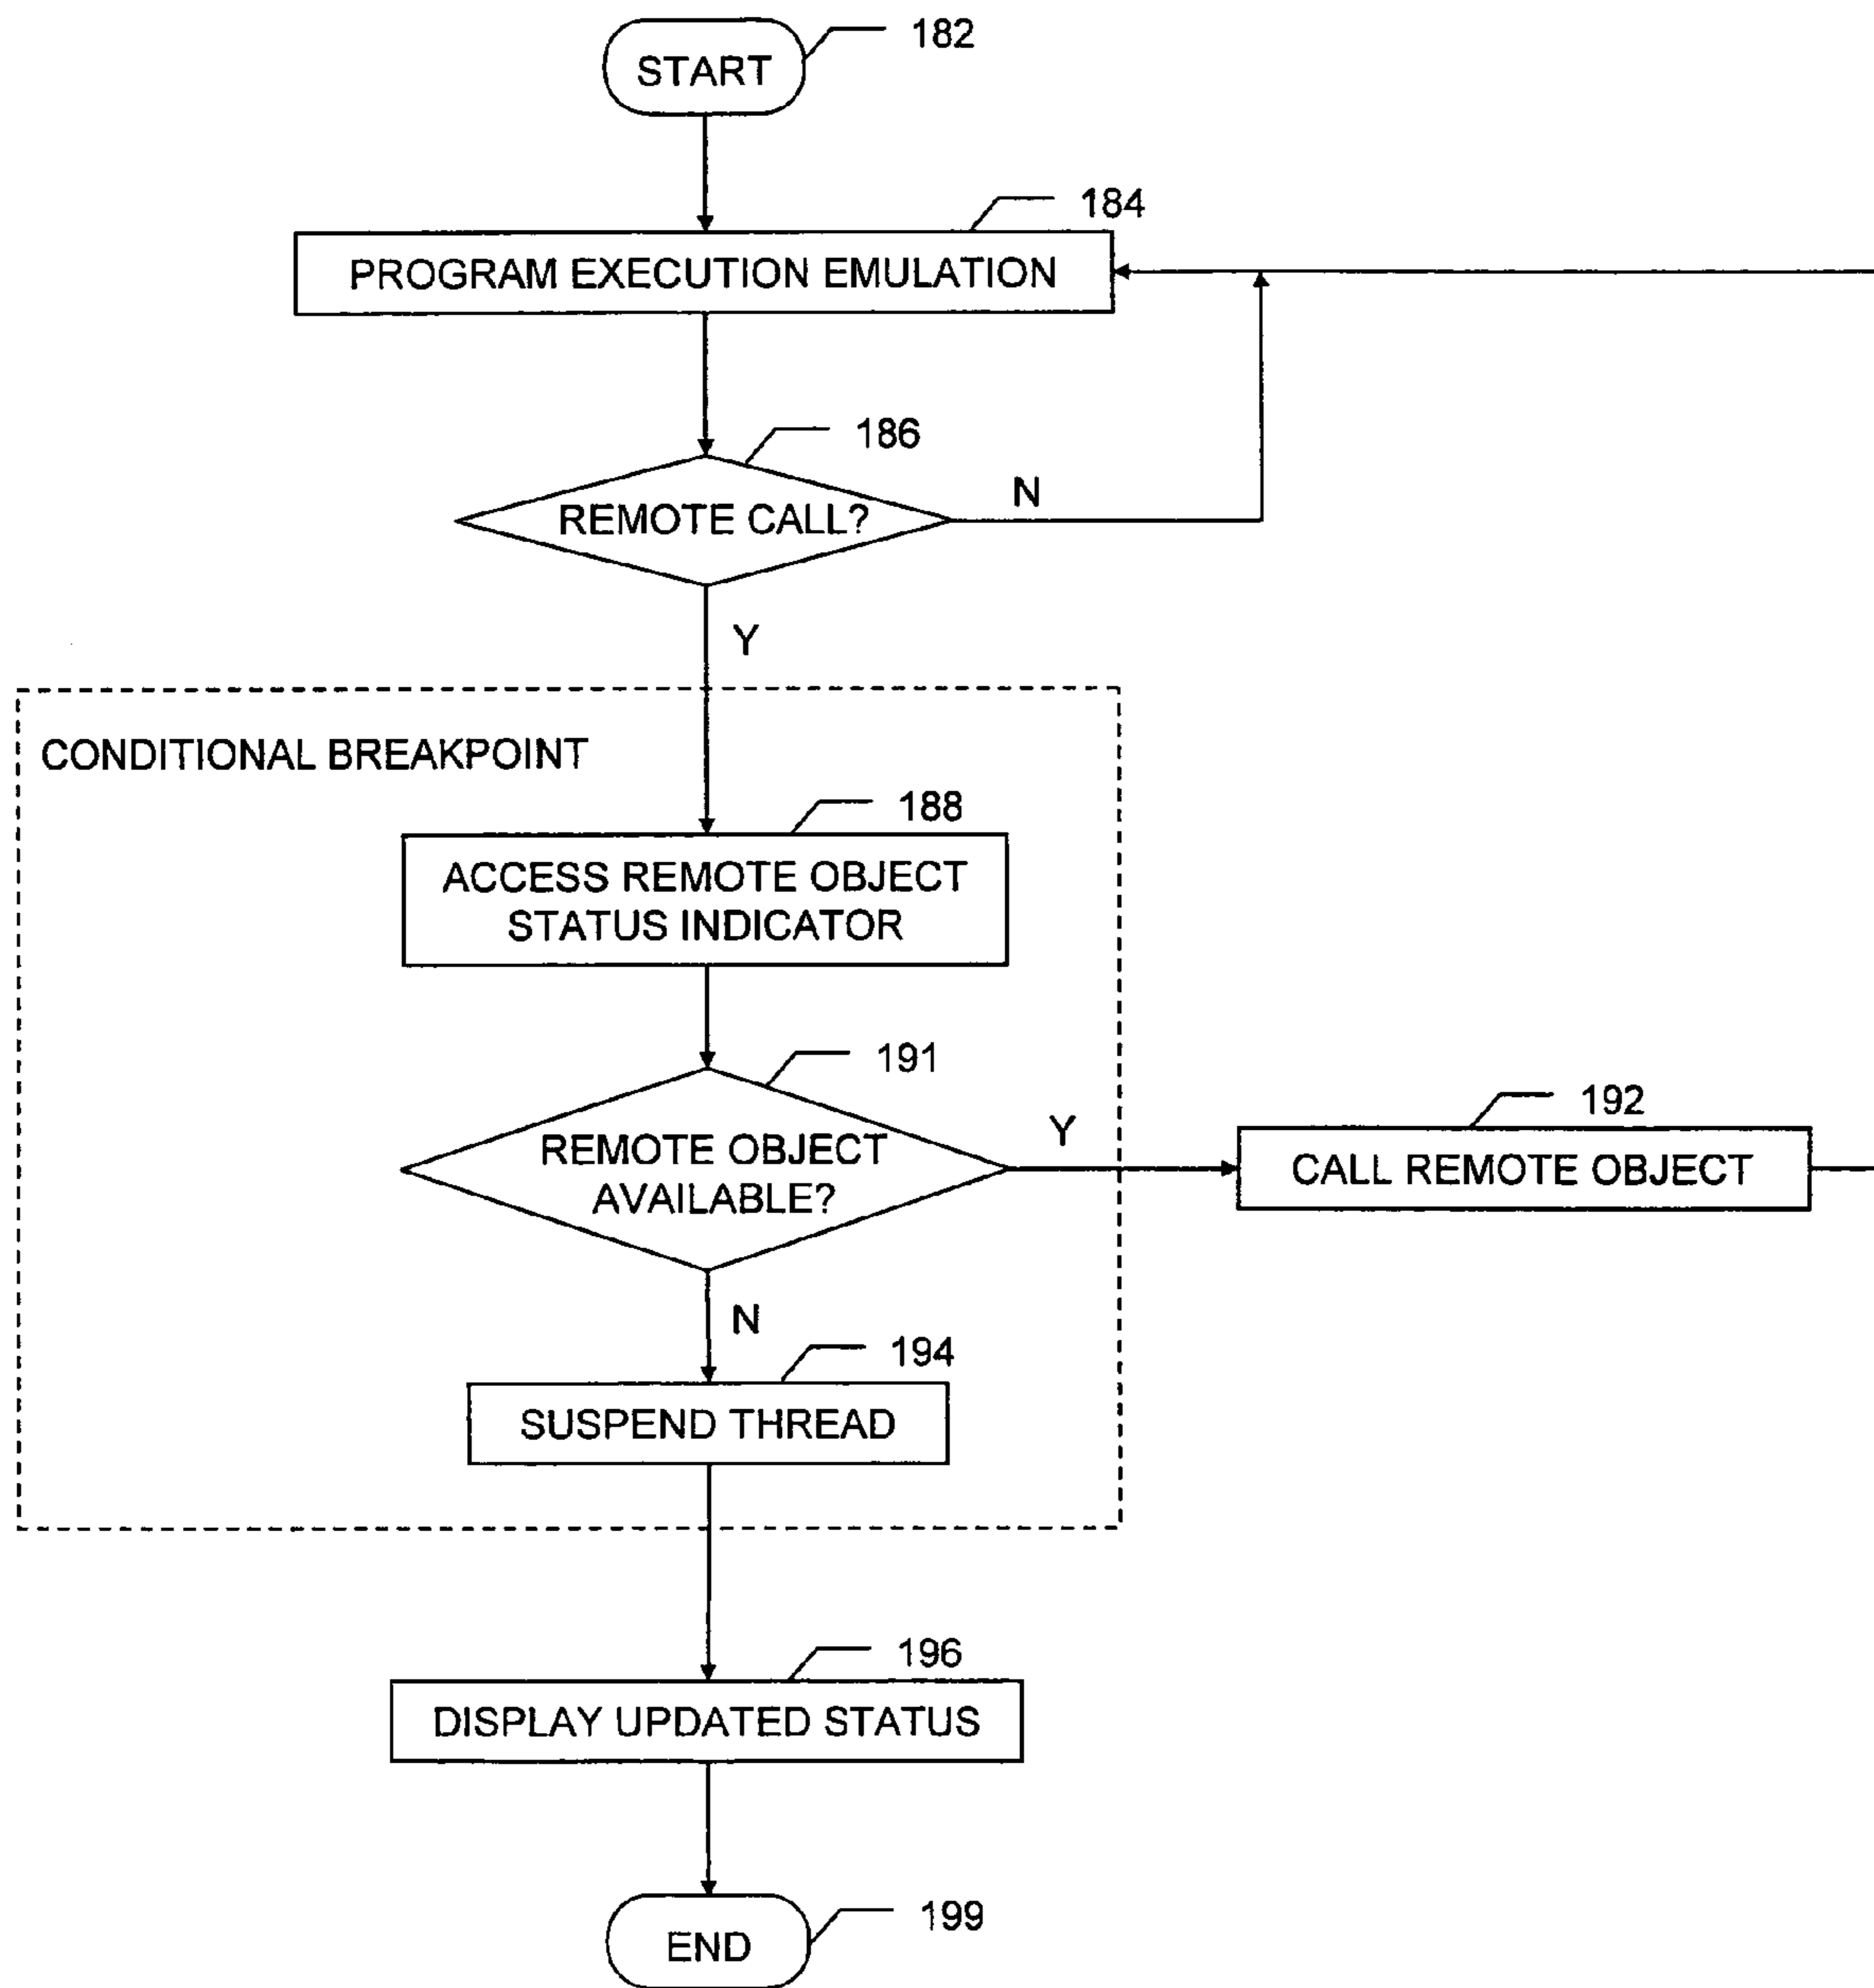 182
START
184
PROGRAM EXECUTION EMULATION
186
REMOTE CALL?
N
Y
CONDITIONAL BREAKPOINT
188
ACCESS REMOTE OBJECT
STATUS INDICATOR
191
REMOTE OBJECT
AVAILABLE?
Y
192
CALL REMOTE OBJECT
N
194
SUSPEND THREAD
196
DISPLAY UPDATED STATUS
199
END